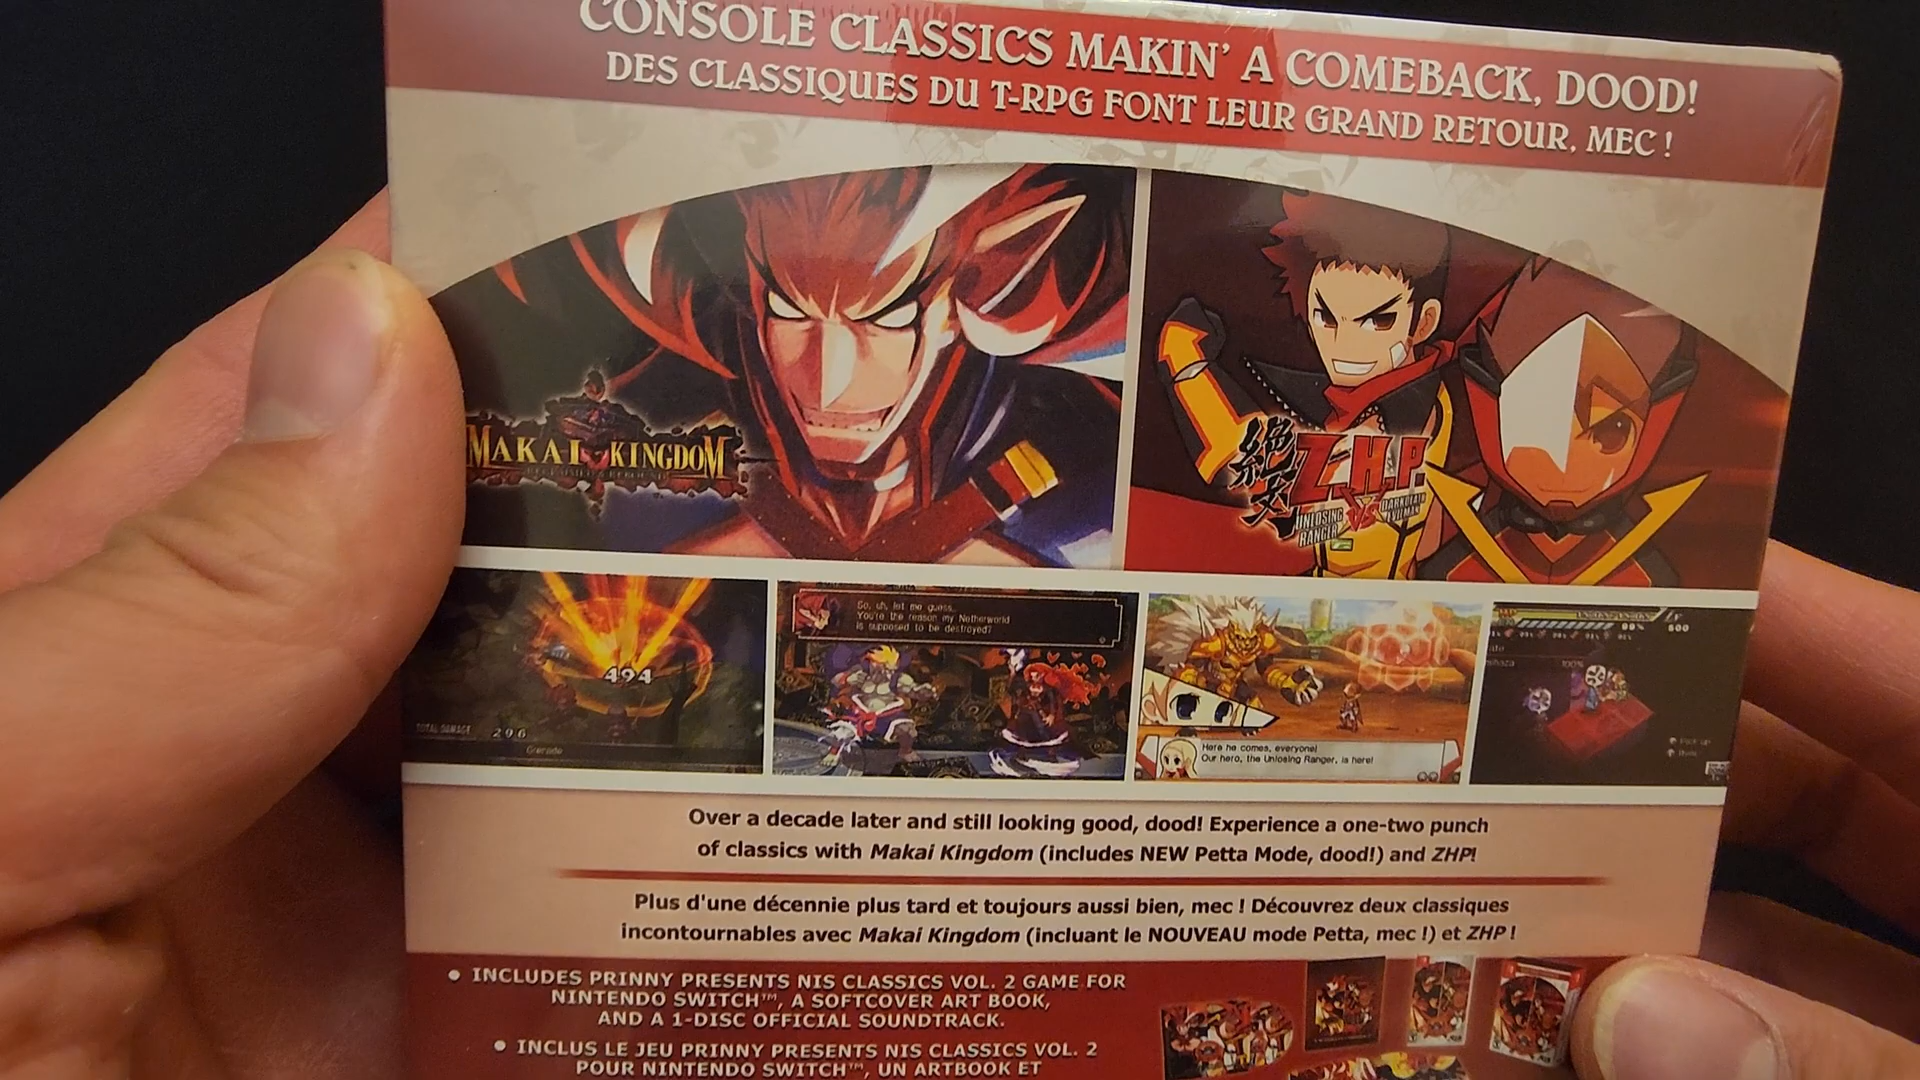 CONSOLE CLASSICS MAKIN' A COMEBACK, DOOD!
DES CLASSIQUES DU T-RPG FONT LEUR GRAND RETOUR, MEC !
MAKAI KINGDOM
絶
Z.H.P.
UNLOSING RANGER
VS
DARKDEATH EVILMAN
494
TOTAL DAMAGE 296
Grenade
So, uh, let me guess...
You're the reason my Netherworld
is supposed to be destroyed?
Here he comes, everyone!
Our hero, the Unlosing Ranger, is here!
98%
500
100%
Pick up
Over a decade later and still looking good, dood! Experience a one-two punch
of classics with Makai Kingdom (includes NEW Petta Mode, dood!) and ZHP!
Plus d'une décennie plus tard et toujours aussi bien, mec ! Découvrez deux classiques
incontournables avec Makai Kingdom (incluant le NOUVEAU mode Petta, mec !) et ZHP !
• INCLUDES PRINNY PRESENTS NIS CLASSICS VOL. 2 GAME FOR
NINTENDO SWITCH™, A SOFTCOVER ART BOOK,
AND A 1-DISC OFFICIAL SOUNDTRACK.
• INCLUS LE JEU PRINNY PRESENTS NIS CLASSICS VOL. 2
POUR NINTENDO SWITCH™, UN ARTBOOK ET